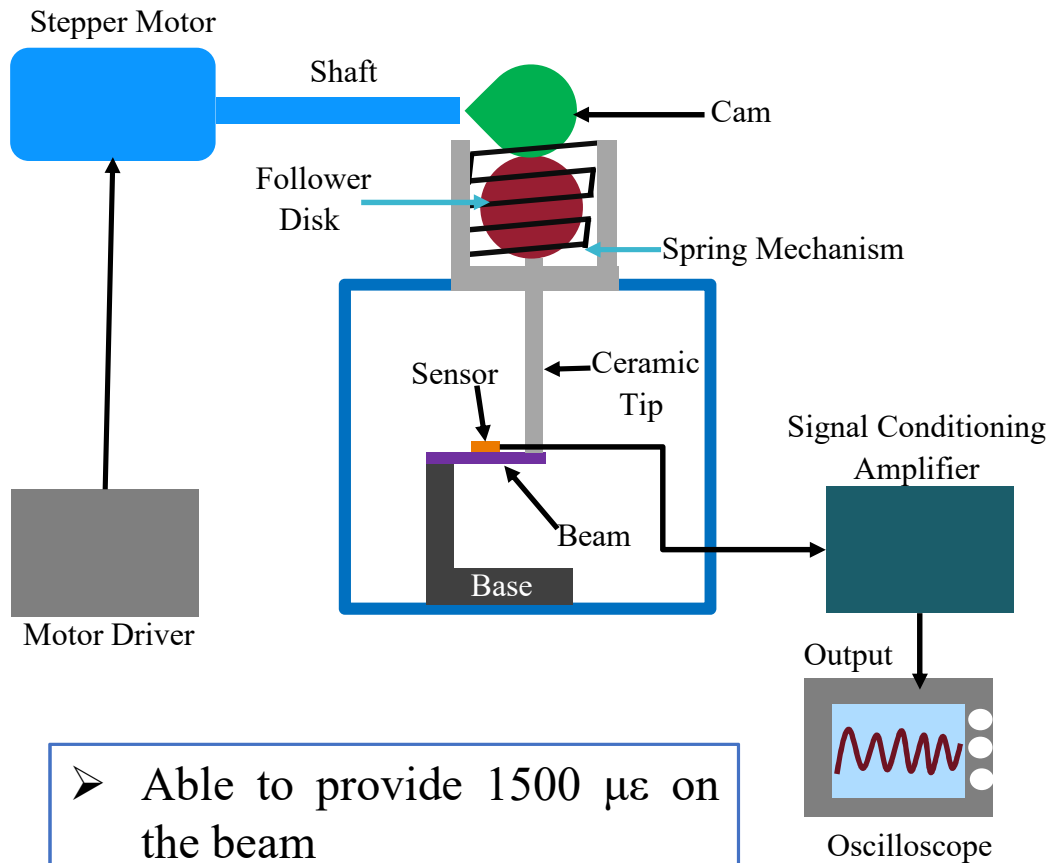 Stepper Motor
Shaft
Cam
Follower
Disk
Spring Mechanism
Ceramic
Tip
Sensor
Signal Conditioning
Amplifier
Beam
Base
Motor Driver
Output
Oscilloscope
➢ Able to provide 1500 με on
the beam